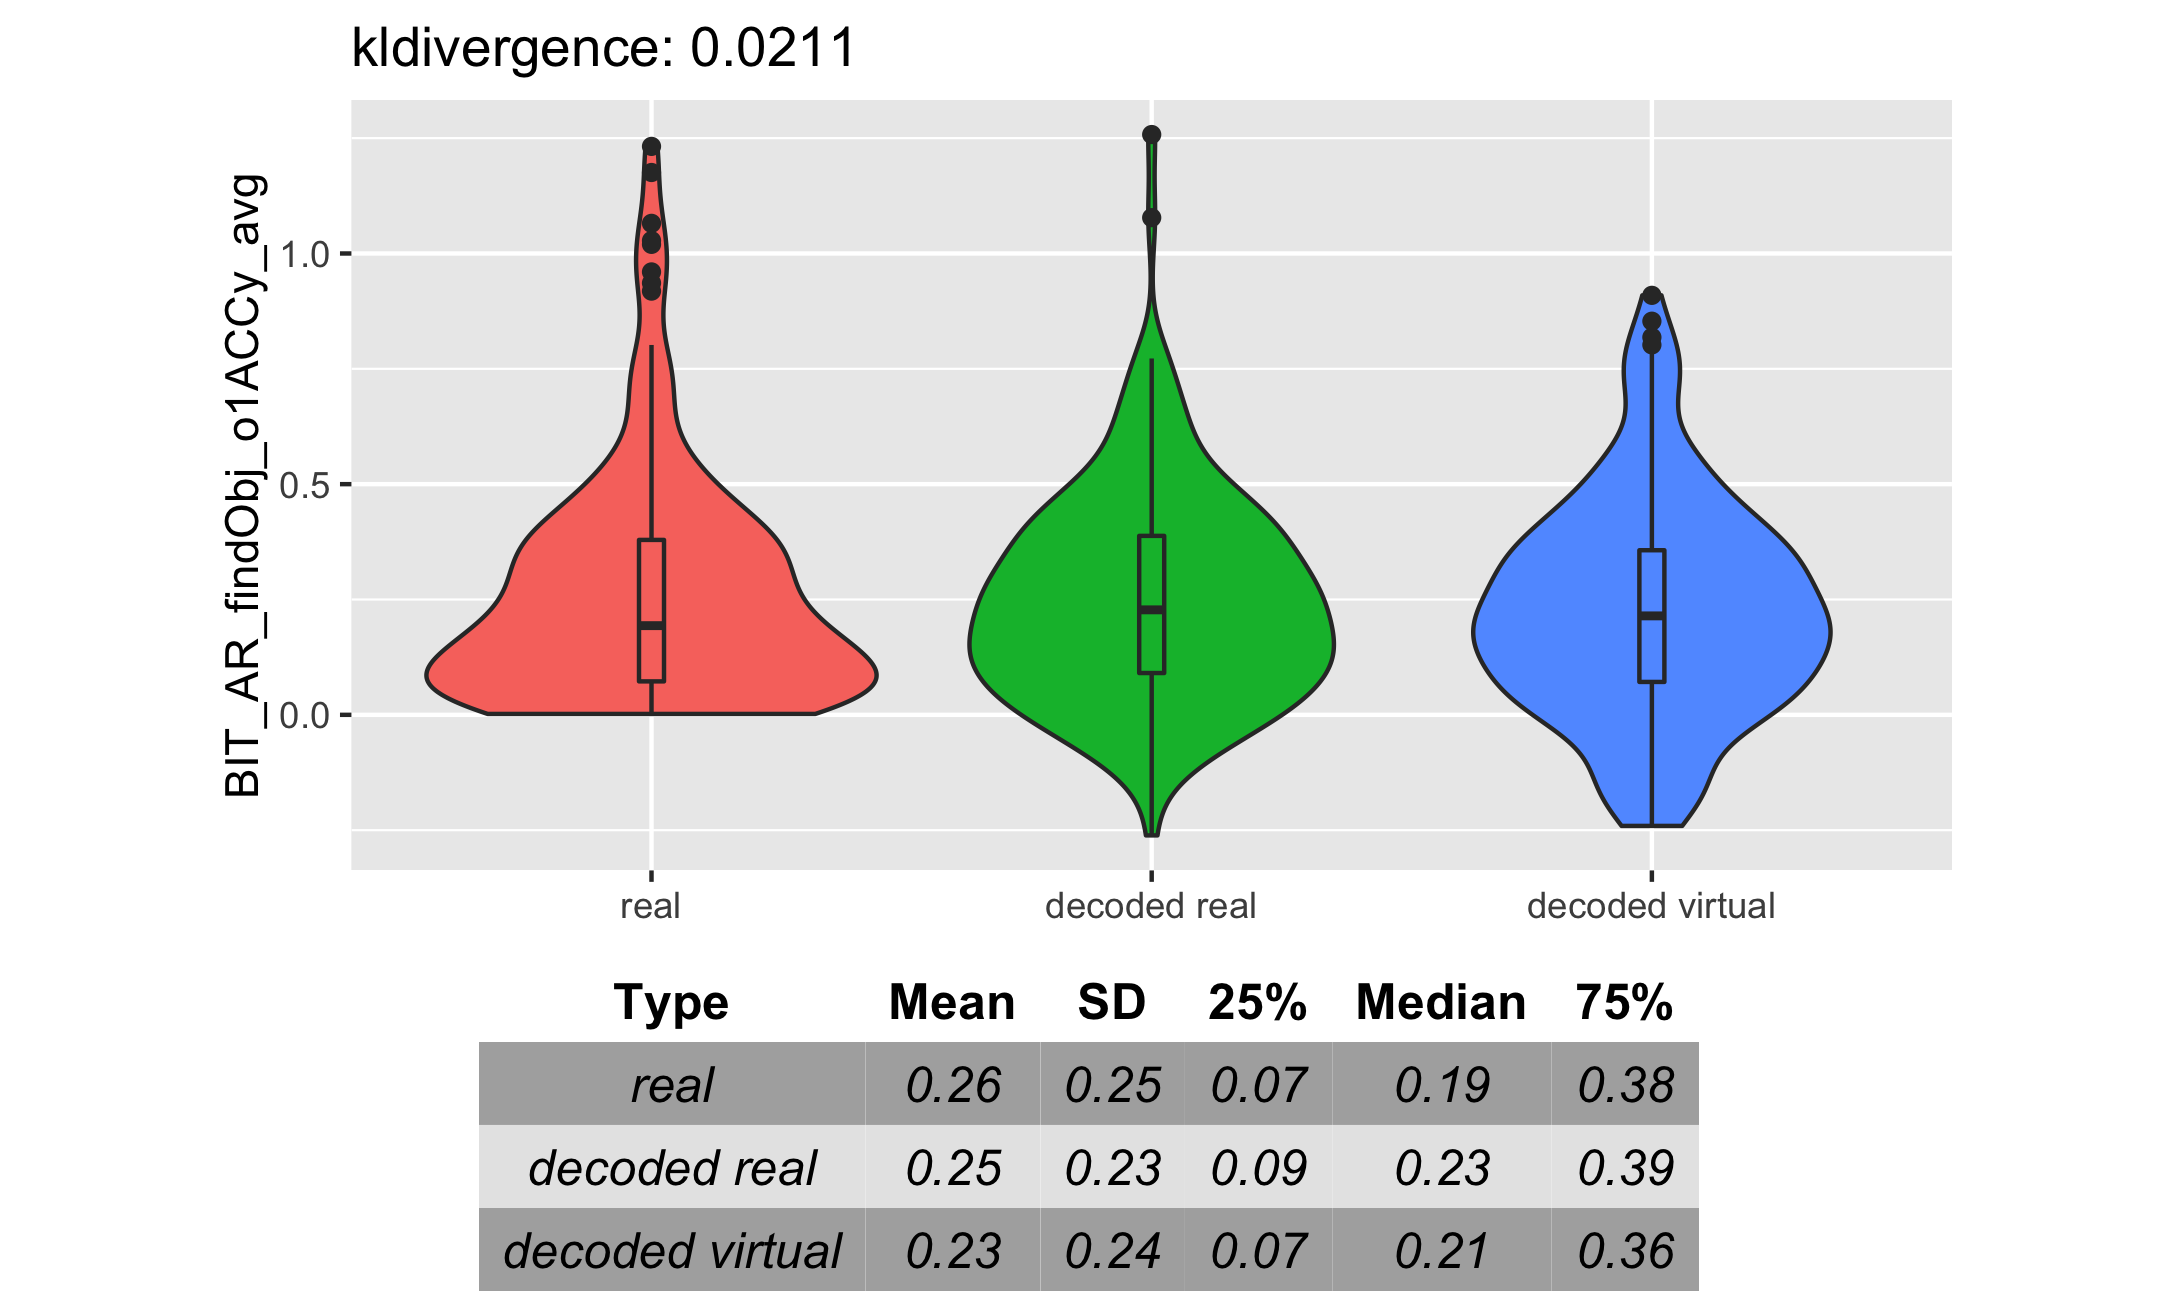 kldivergence: 0.0211
BIT_AR_findObj_o1ACCy_avg
1.0
0.5
0.0
real decoded real decoded virtual
Type Mean SD 25% Median 75%
real 0.26 0.25 0.07 0.19 0.38
decoded real 0.25 0.23 0.09 0.23 0.39
decoded virtual 0.23 0.24 0.07 0.21 0.36